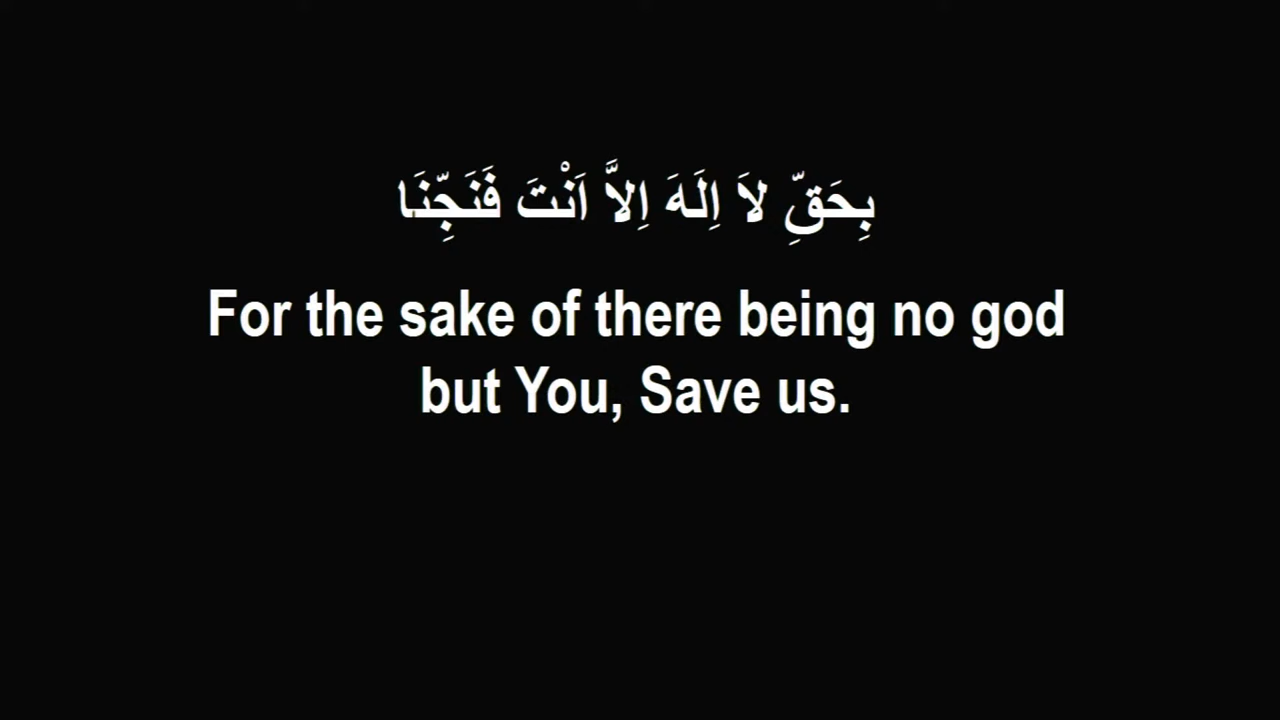 بِحَقِّ لاَ اِلَهَ اِلاَّ اَنْتَ فَنَجِّنَا
For the sake of there being no god
but You, Save us.